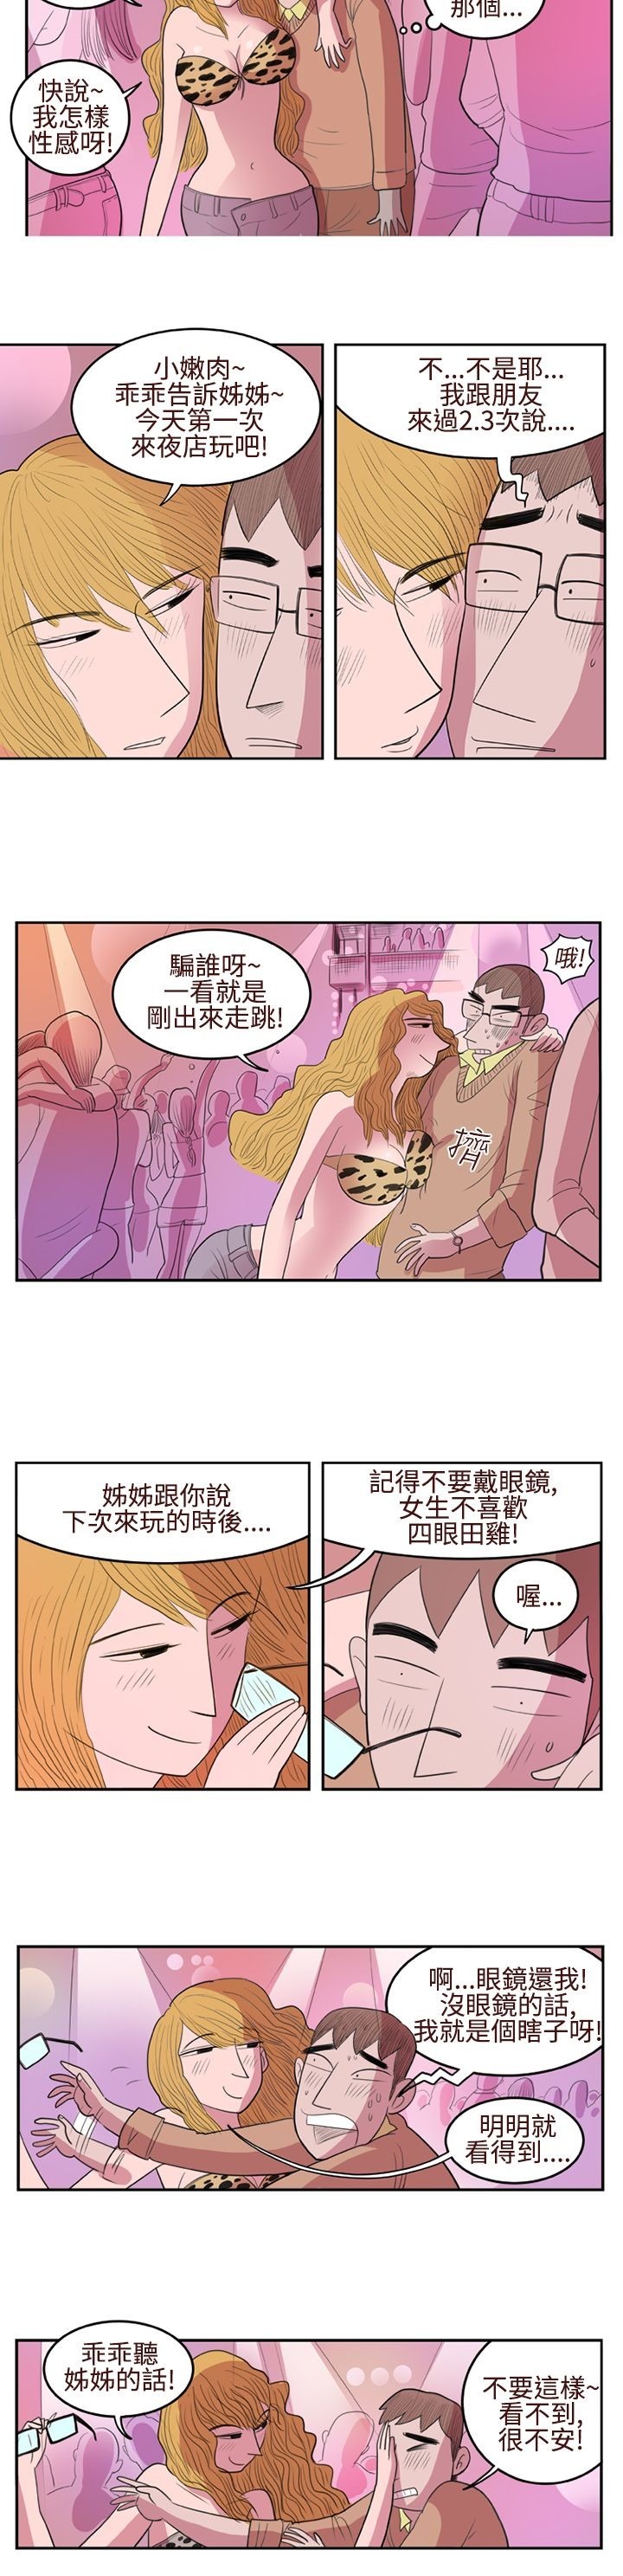 那個...
快說~
我怎樣
性感呀!
小嫩肉~
乖乖告訴姊姊~
今天第一次
來夜店玩吧!
不...不是耶...
我跟朋友
來過2.3次說....
騙誰呀~
一看就是
剛出來走跳!
哦!
擠
姊姊跟你說
下次來玩的時後....
記得不要戴眼鏡,
女生不喜歡
四眼田雞!
喔...
啊...眼鏡還我!
沒眼鏡的話,
我就是個瞎子呀!
明明就
看得到....
乖乖聽
姊姊的話!
不要這樣~
看不到,
很不安!